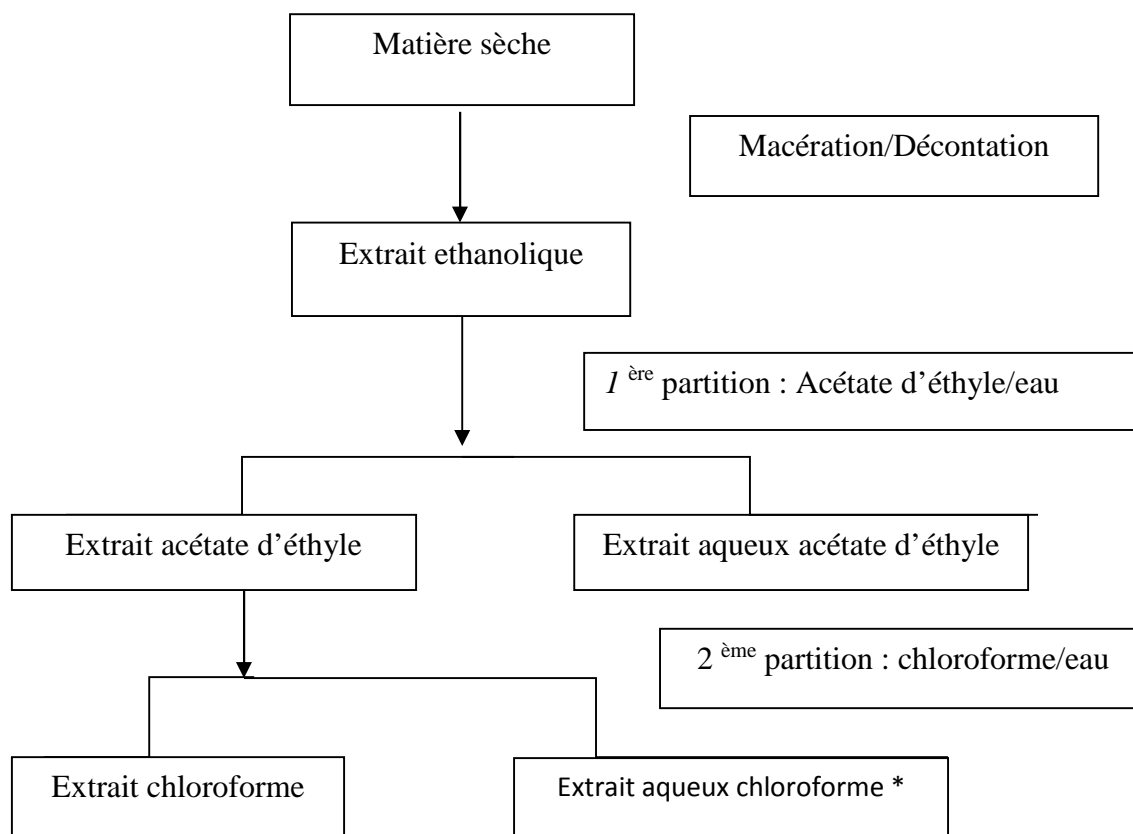 Matière sèche
Macération/Décontation
Extrait ethanolique
1 ère partition : Acétate d’éthyle/eau
Extrait acétate d’éthyle
Extrait aqueux acétate d’éthyle
2 ème partition : chloroforme/eau
Extrait chloroforme
Extrait aqueux chloroforme *